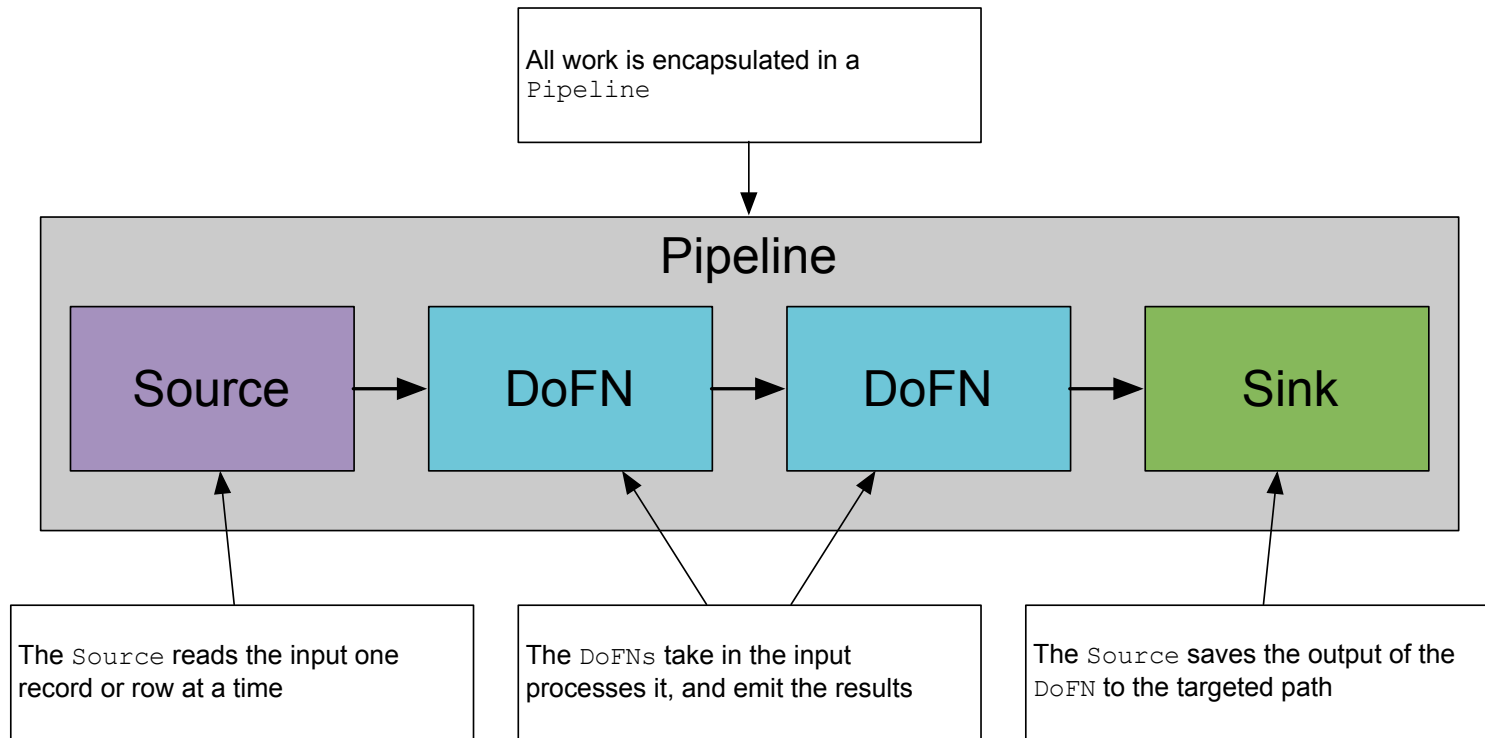 All work is encapsulated in a
Pipeline
Pipeline
Source
DoFN
DoFN
Sink
The Source reads the input one
record or row at a time
The DoFNs take in the input
processes it, and emit the results
The Source saves the output of the
DoFN to the targeted path